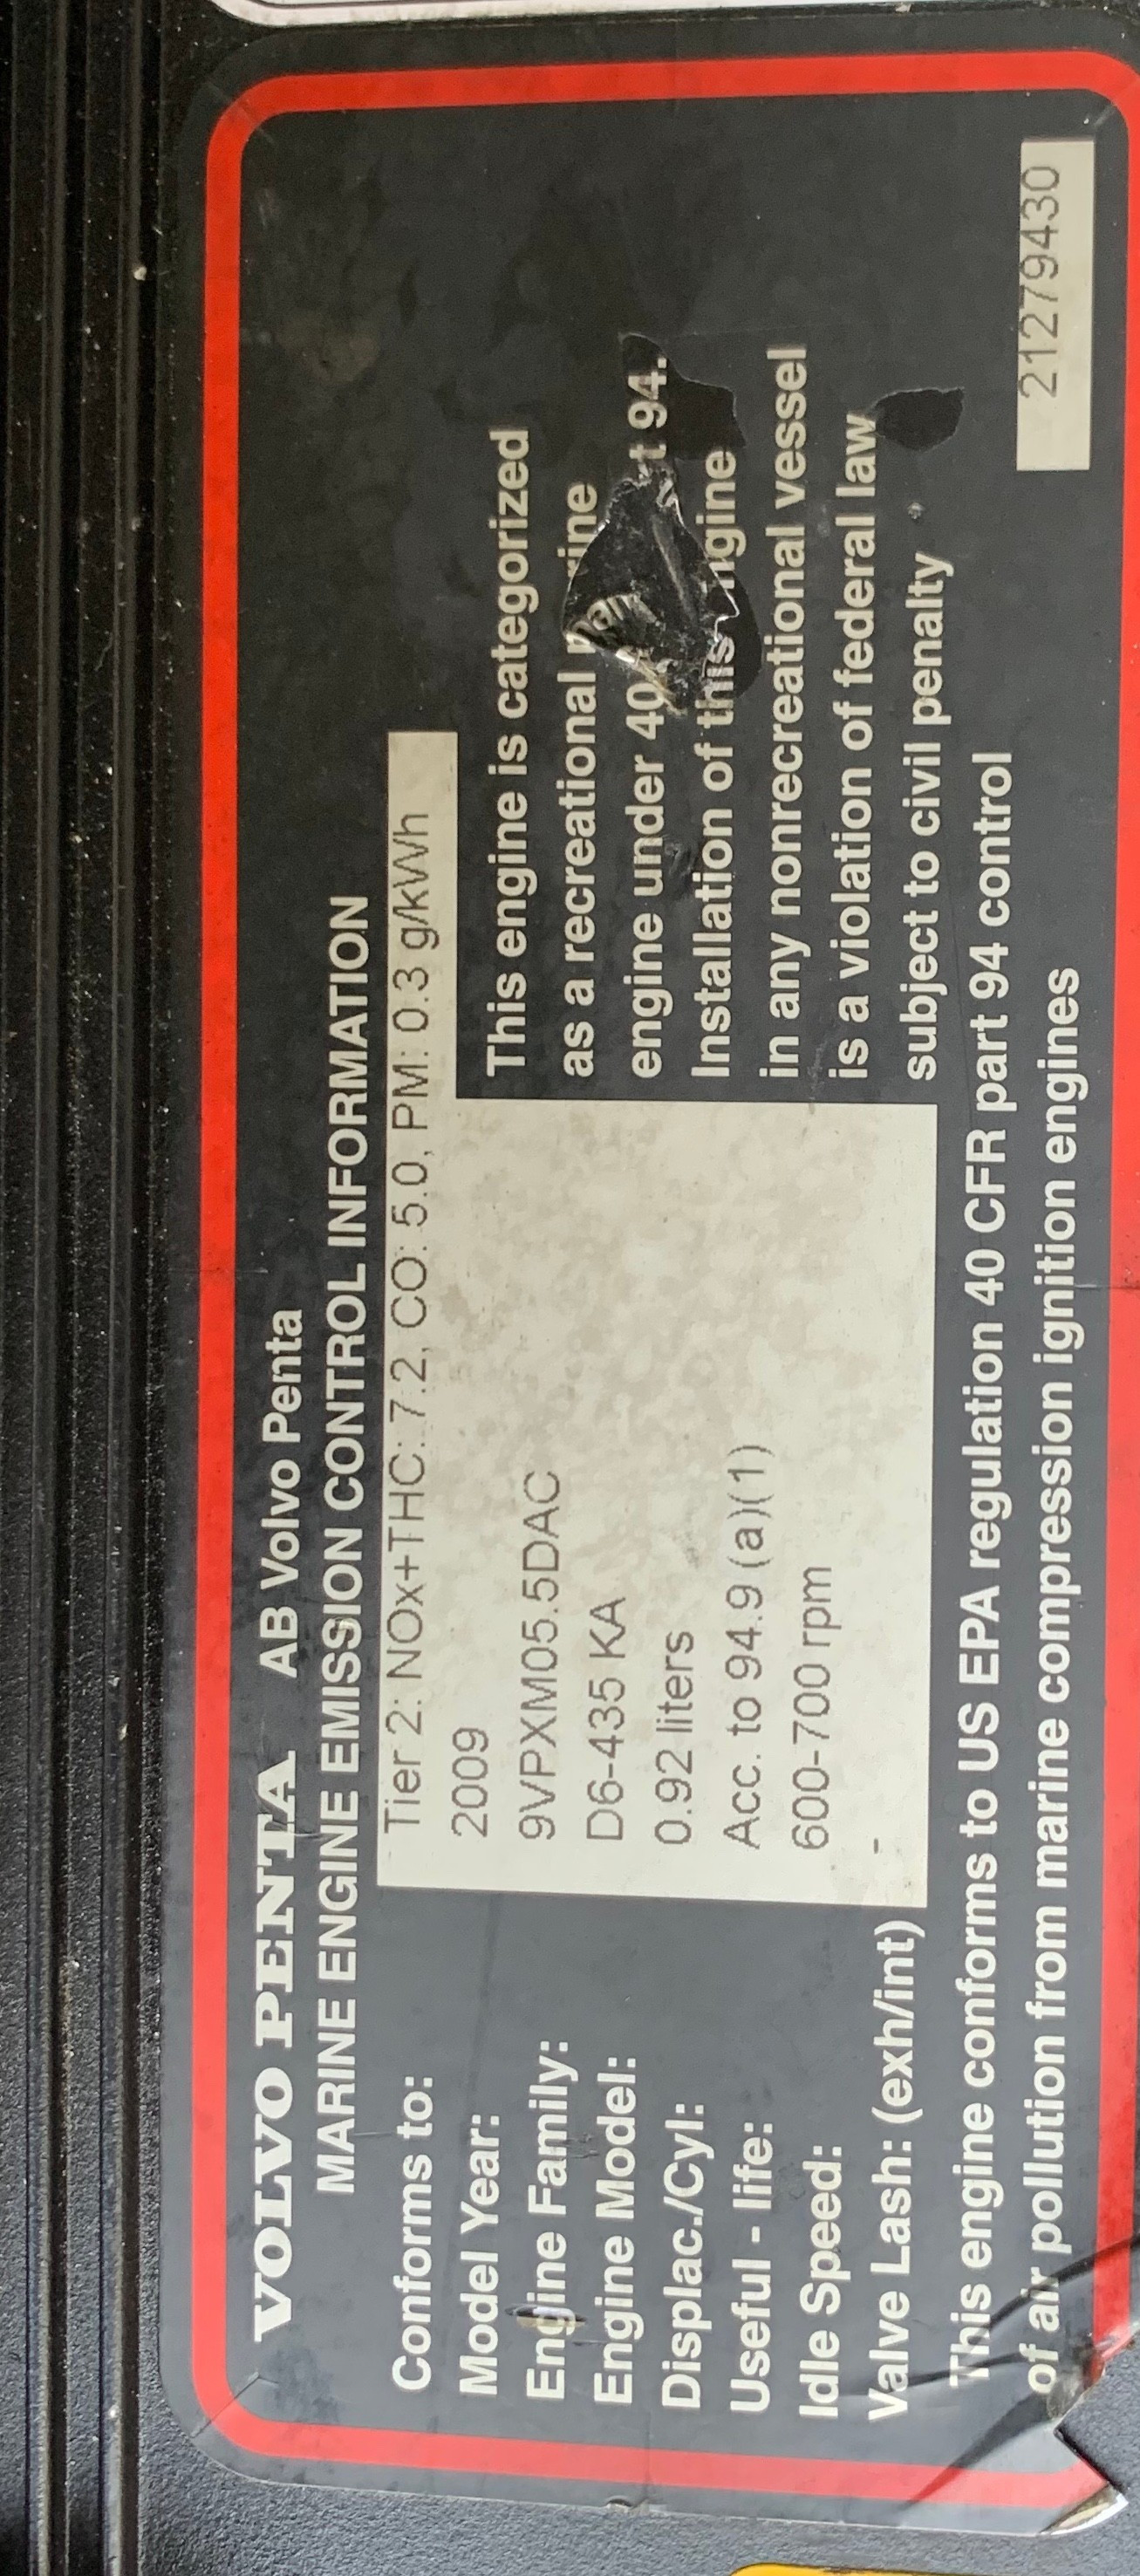 VOLVO PENTA AB Volvo Penta
MARINE ENGINE EMISSION CONTROL INFORMATION
Conforms to: Tier 2: NOx+THC: 7.2, CO: 5.0, PM: 0.3 g/kWh
Model Year: 2009
Engine Family: 9VPXM05.5DAC
Engine Model: D6-435 KA
Displac./Cyl: 0.92 liters
Useful - life: Acc. to 94.9 (a)(1)
Idle Speed: 600-700 rpm
Valve Lash: (exh/int) -
This engine is categorized
as a recreational
engine under 40 94.
Installation of this engine
in any nonrecreational vessel
is a violation of federal law
subject to civil penalty
This engine conforms to US EPA regulation 40 CFR part 94 control
of air pollution from marine compression ignition engines
21279430